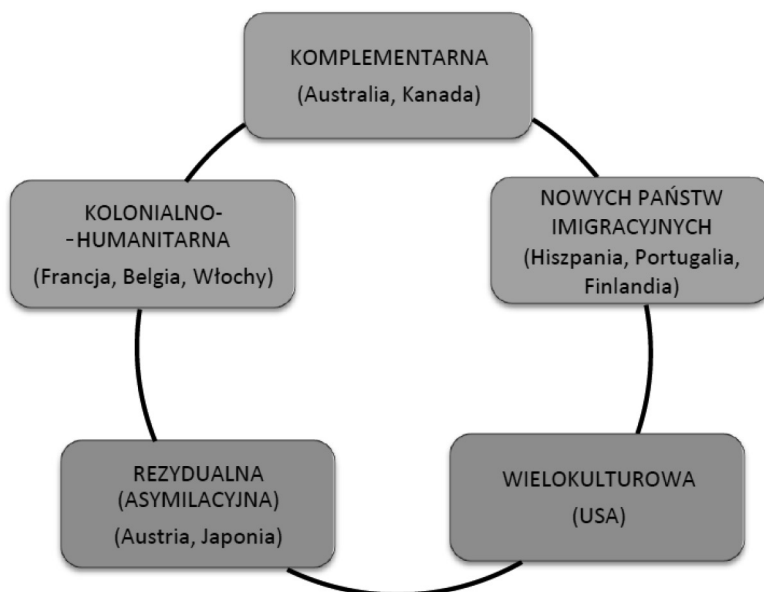 KOMPLEMENTARNA
(Australia, Kanada)
KOLONIALNO-
-HUMANITARNA
(Francja, Belgia, Włochy)
NOWYCH PAŃSTW
IMIGRACYJNYCH
(Hiszpania, Portugalia,
Finlandia)
REZYDUALNA
(ASYMILACYJNA)
(Austria, Japonia)
WIELOKULTUROWA
(USA)